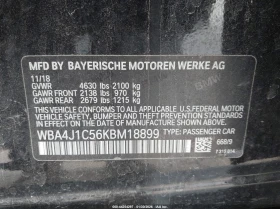 MFD BY BAYERISCHE MOTOREN WERKE AG
11/18
GVWR 4630 lbs 2100 kg
GAWR FRONT 2138 lbs 970 kg
GAWR REAR 2679 lbs 1215 kg
THIS VEHICLE CONFORMS TO ALL APPLICABLE U.S. FEDERAL MOTOR
VEHICLE SAFETY, BUMPER, AND THEFT PREVENTION STANDARDS IN
EFFECT ON THE DATE OF MANUFACTURE SHOWN ABOVE.
WBA4J1C56KBM18899 TYPE: PASSENGER CAR
668/9